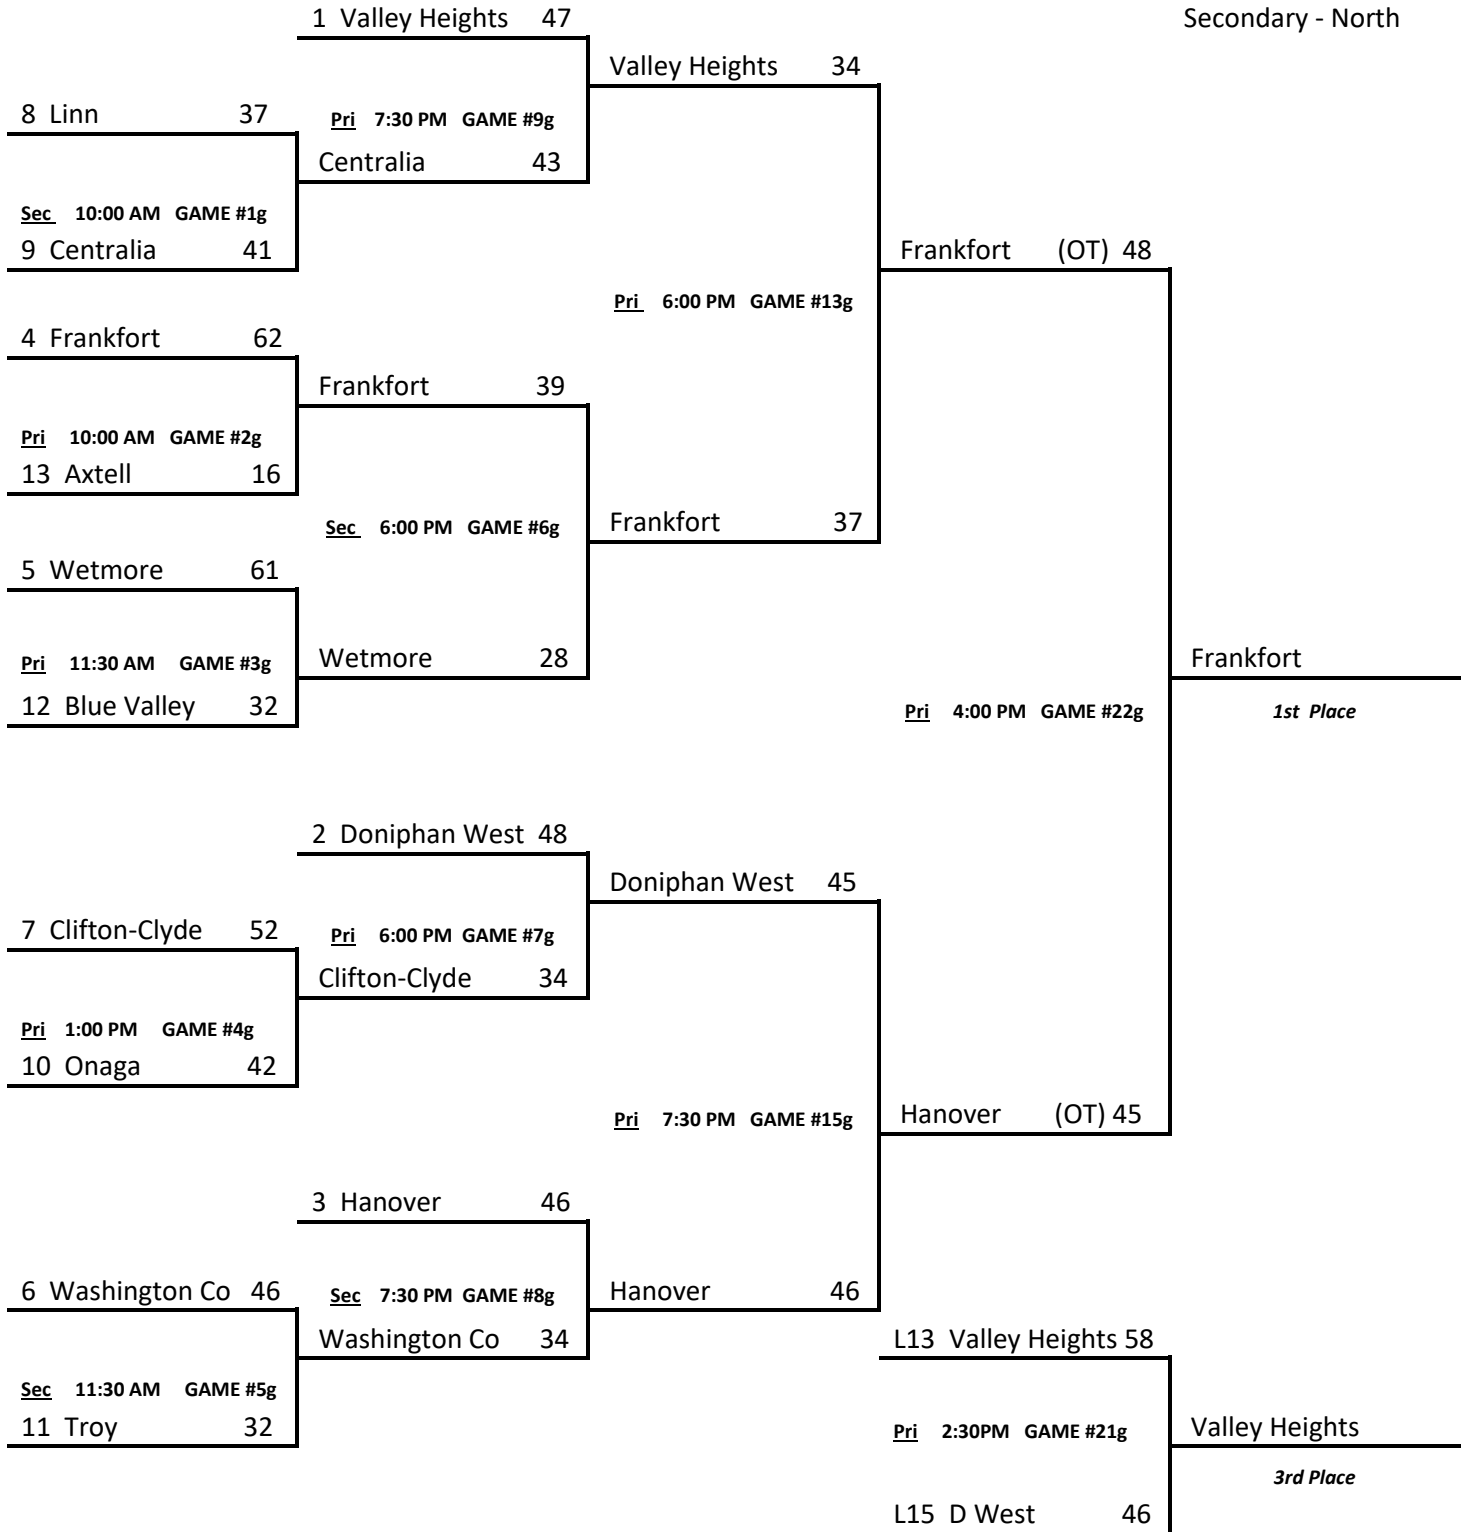 1 Valley Heights 47
Secondary - North
Valley Heights 34
8 Linn 37
Pri 7:30 PM GAME #9g
Centralia 43
Sec 10:00 AM GAME #1g
9 Centralia 41
Frankfort (OT) 48
Pri 6:00 PM GAME #13g
4 Frankfort 62
Frankfort 39
Pri 10:00 AM GAME #2g
13 Axtell 16
Sec 6:00 PM GAME #6g
Frankfort 37
5 Wetmore 61
Pri 11:30 AM GAME #3g
Wetmore 28
Frankfort
12 Blue Valley 32
Pri 4:00 PM GAME #22g
1st Place
2 Doniphan West 48
Doniphan West 45
7 Clifton-Clyde 52
Pri 6:00 PM GAME #7g
Clifton-Clyde 34
Pri 1:00 PM GAME #4g
10 Onaga 42
Pri 7:30 PM GAME #15g
Hanover (OT) 45
3 Hanover 46
6 Washington Co 46
Sec 7:30 PM GAME #8g
Hanover 46
Washington Co 34
L13 Valley Heights 58
Sec 11:30 AM GAME #5g
11 Troy 32
Pri 2:30PM GAME #21g
Valley Heights
3rd Place
L15 D West 46